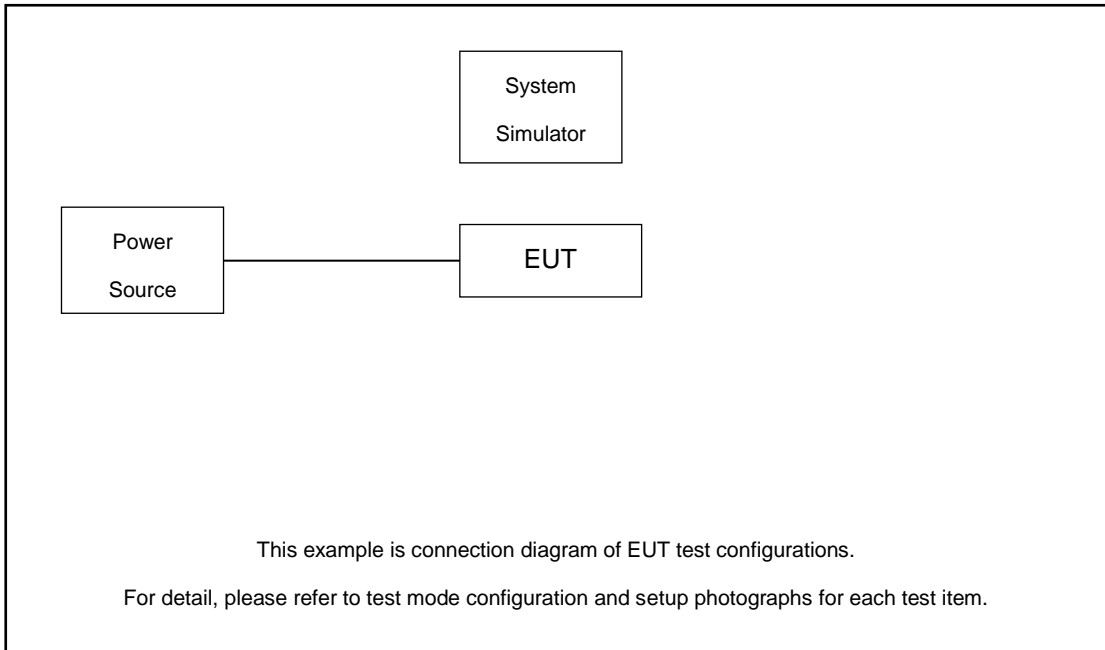 System
Simulator
Power
Source
EUT
This example is connection diagram of EUT test configurations.
For detail, please refer to test mode configuration and setup photographs for each test item.